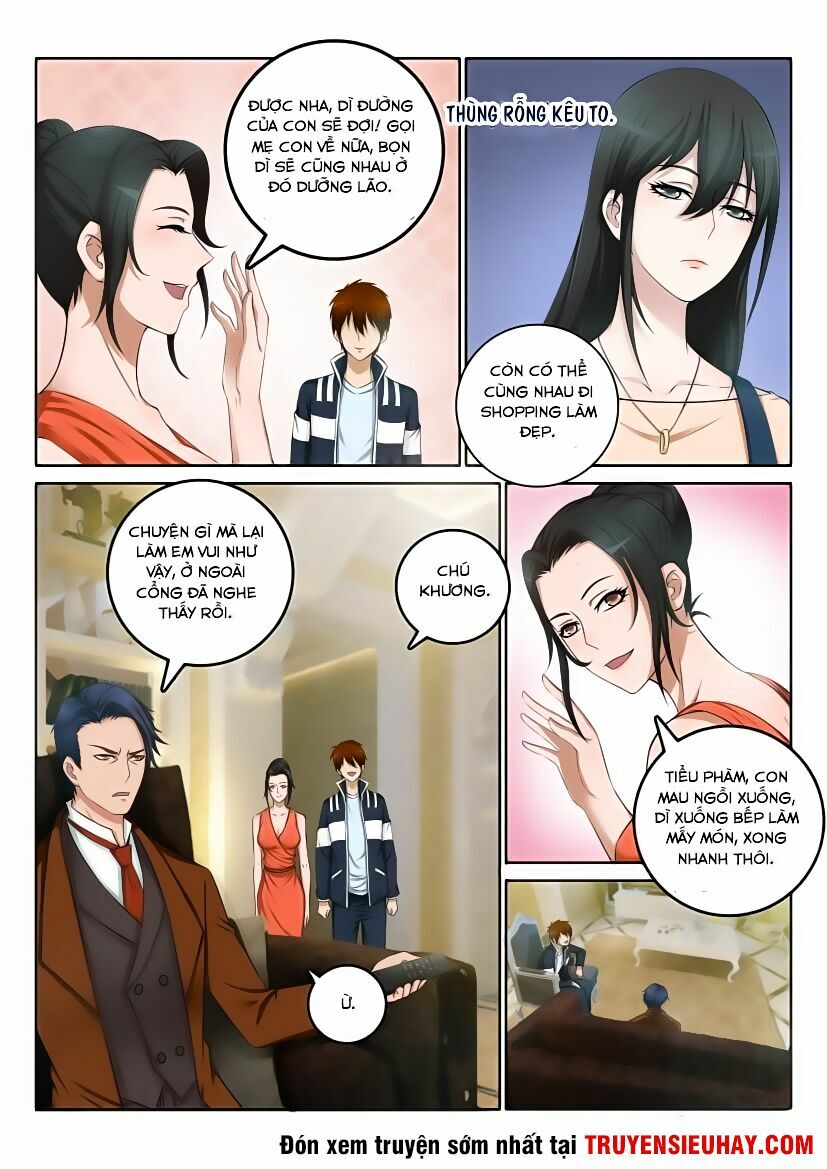 ĐƯỢC NHA, DÌ ĐƯỜNG
CỦA CON SẼ ĐỢI! GỌI
MẸ CON VỀ NỮA, BỌN
DÌ SẼ CŨNG NHAU Ở
ĐÓ DƯỠNG LÃO.
THÙNG RỖNG KÊU TO.
CÒN CÓ THỂ
CÙNG NHAU ĐI
SHOPPING LÀM
ĐẸP.
CHUYỆN GÌ MÀ LẠI
LÀM EM VUI NHƯ
VẬY, Ở NGOÀI
CỔNG ĐÃ NGHE
THẤY RỒI.
CHÚ
KHƯƠNG.
Ừ.
TIỂU PHÀM, CON
MAU NGỒI XUỐNG,
DÌ XUỐNG BẾP LÀM
MẤY MÓN, XONG
NHANH THÔI.
Đón xem truyện sớm nhất tại TRUYENSIEUHAY.COM